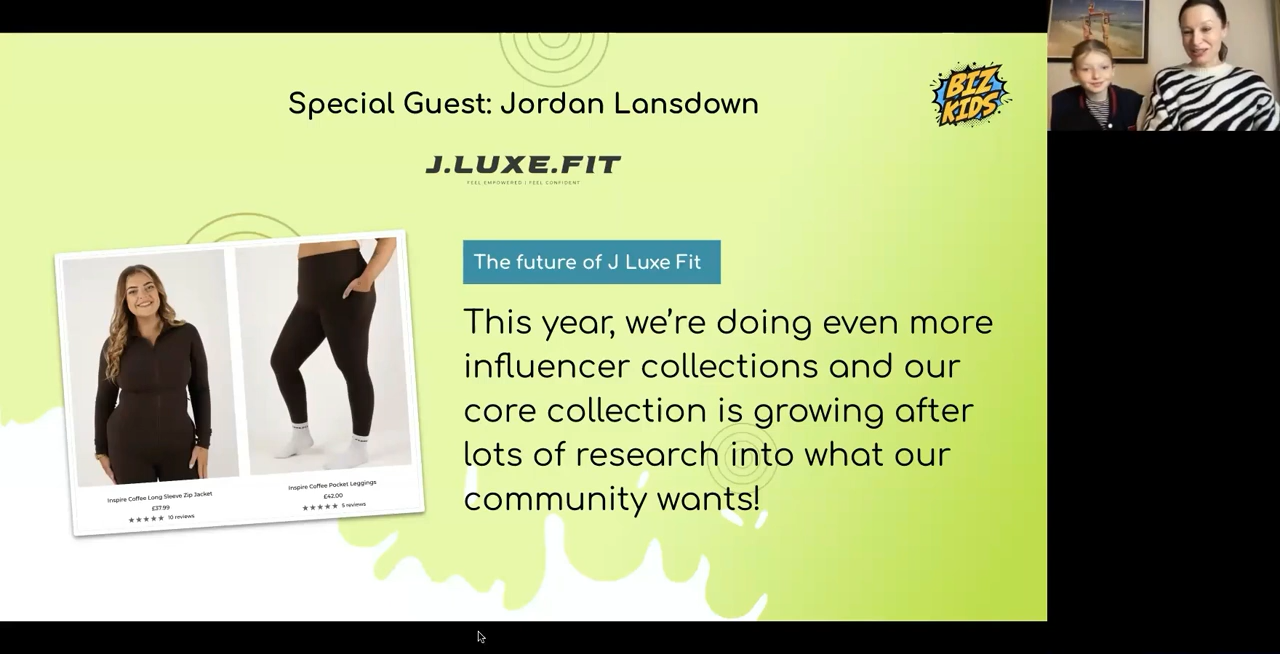 Special Guest: Jordan Lansdown
BIZ
KIDS
J.LUXE.FIT
FEEL EMPOWERED | FEEL CONFIDENT
The future of J Luxe Fit
This year, we're doing even more
influencer collections and our
core collection is growing after
lots of research into what our
community wants!
Inspire Coffee Long Sleeve Zip Jacket
£37.99
★★★★★ 10 reviews
Inspire Coffee Pocket Leggings
£42.00
★★★★★ 5 reviews